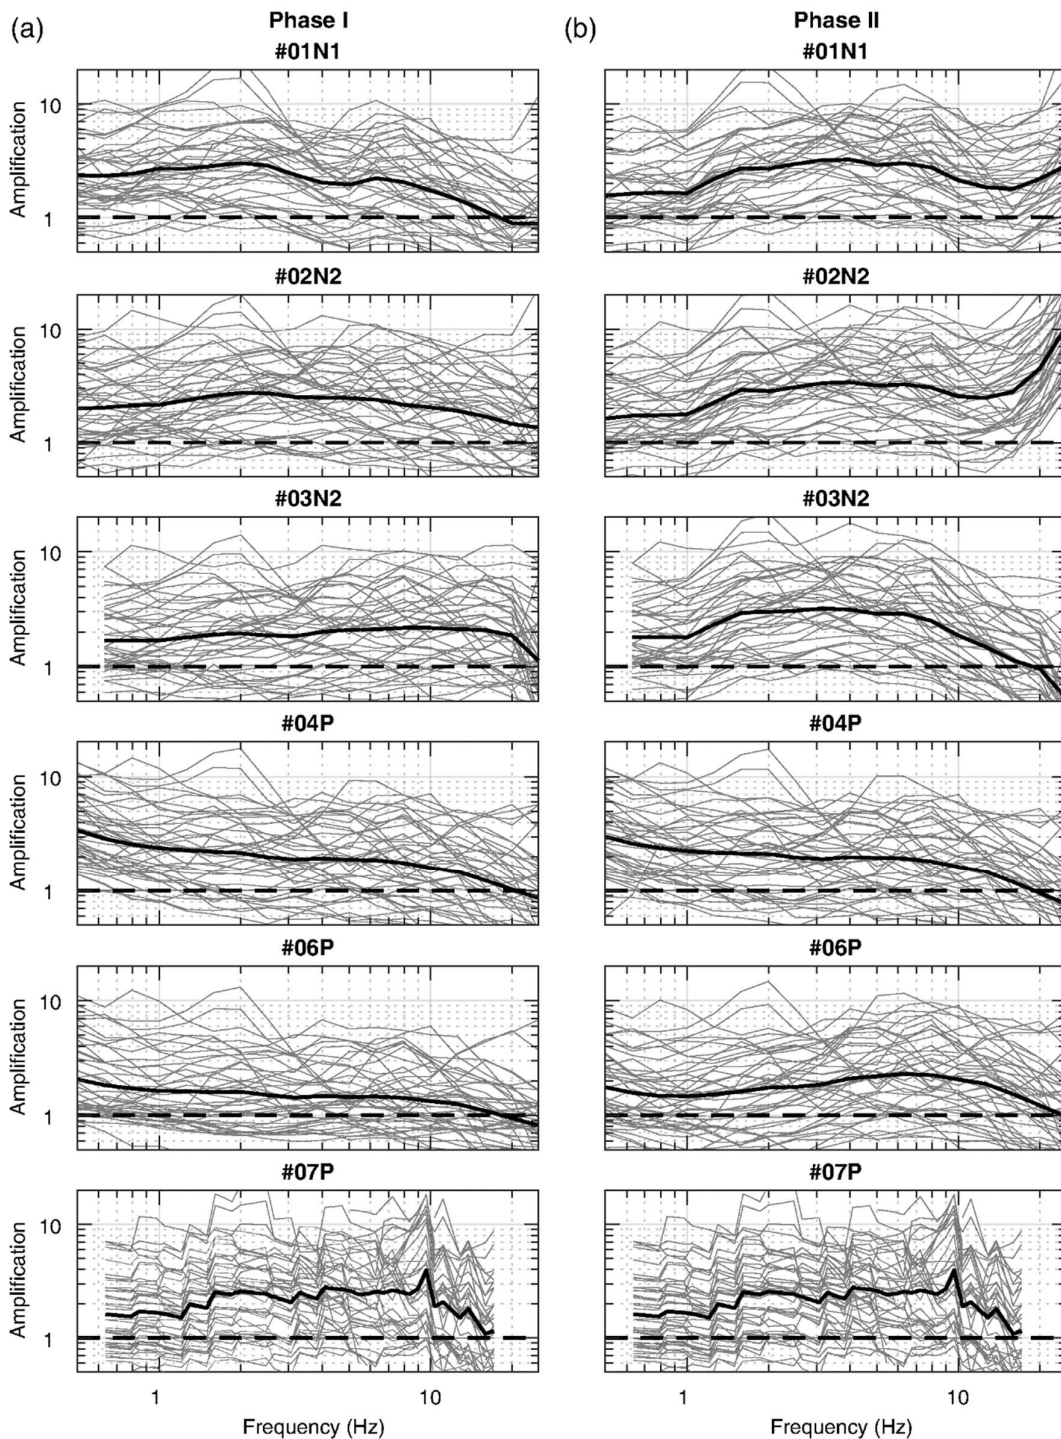 (a)
Phase I
(b)
Phase II
#01N1
#01N1
10
1
Amplification
#02N2
#02N2
10
1
Amplification
#03N2
#03N2
10
1
Amplification
#04P
#04P
10
1
Amplification
#06P
#06P
10
1
Amplification
#07P
#07P
10
1
Amplification
1
10
1
10
Frequency (Hz)
Frequency (Hz)